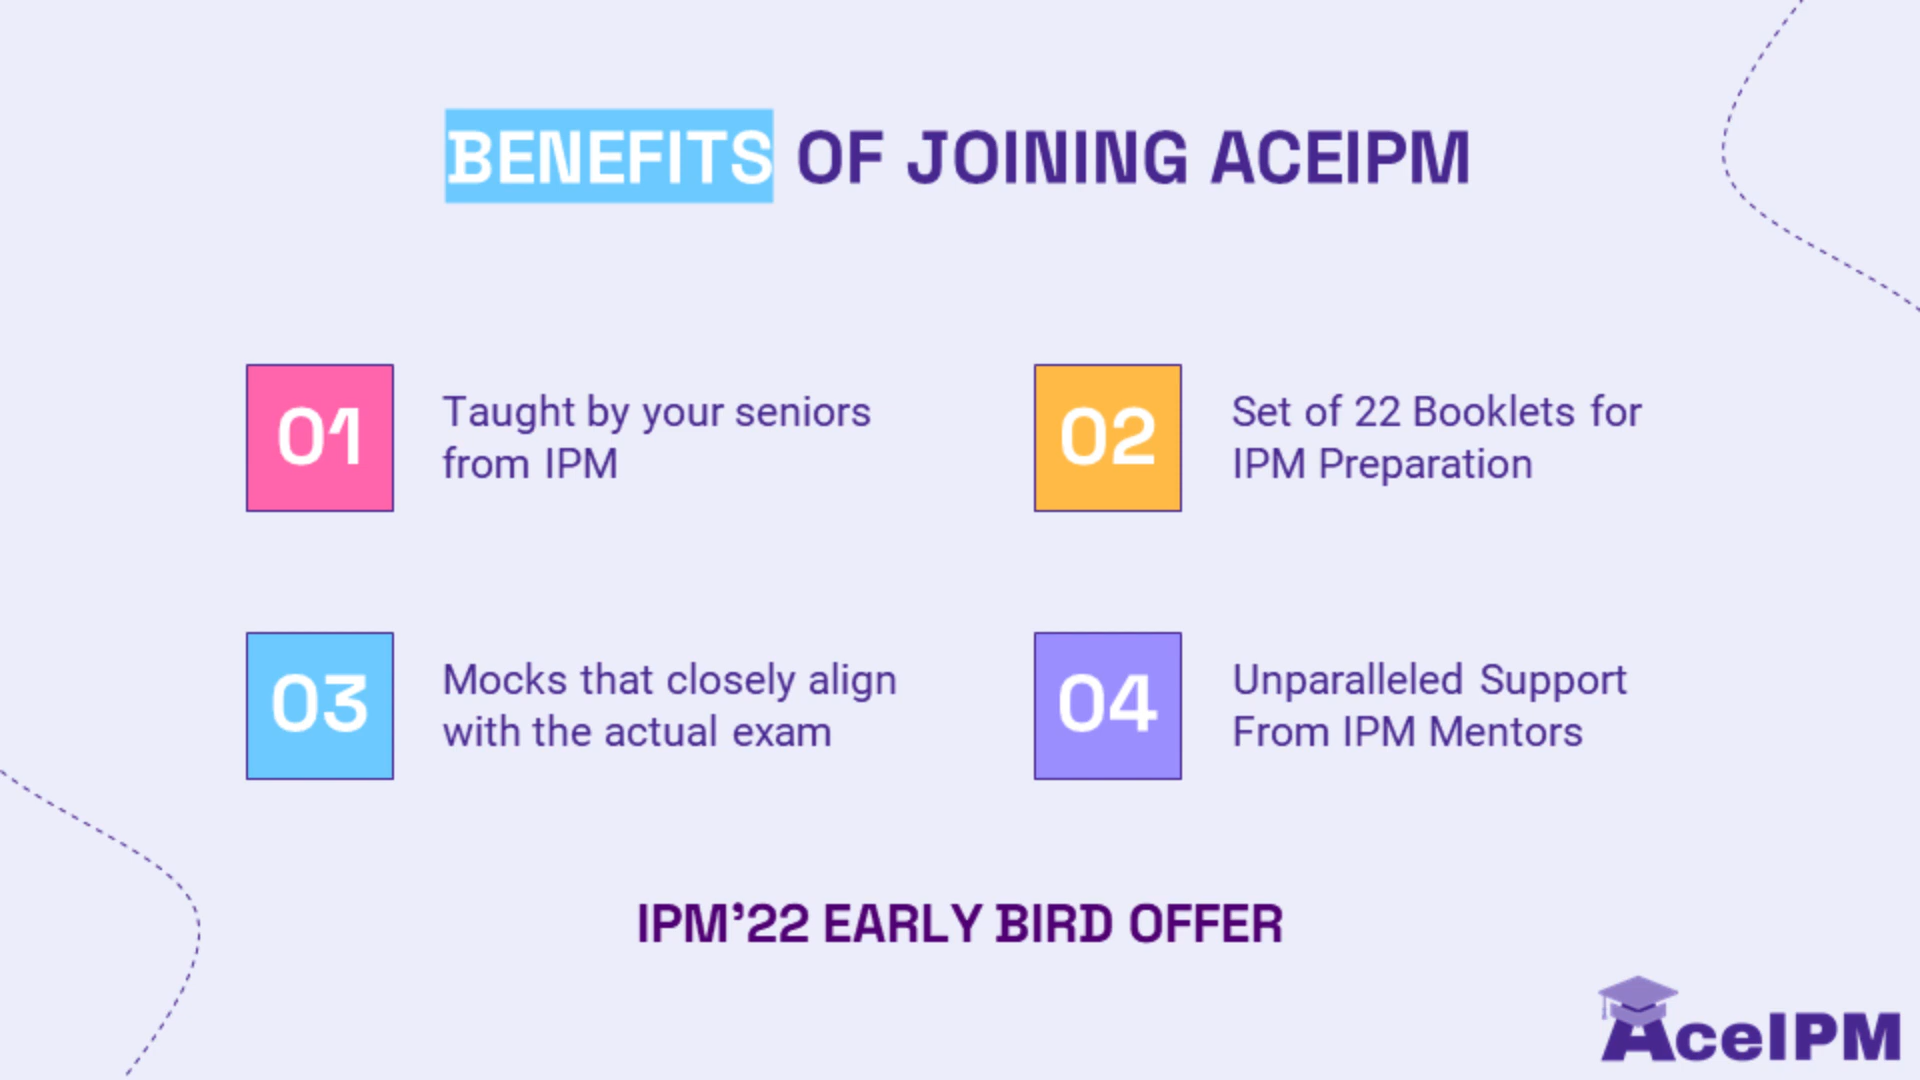 BENEFITS OF JOINING ACEIPM
01
Taught by your seniors
from IPM
02
Set of 22 Booklets for
IPM Preparation
03
Mocks that closely align
with the actual exam
04
Unparalleled Support
From IPM Mentors
IPM’22 EARLY BIRD OFFER
AceIPM